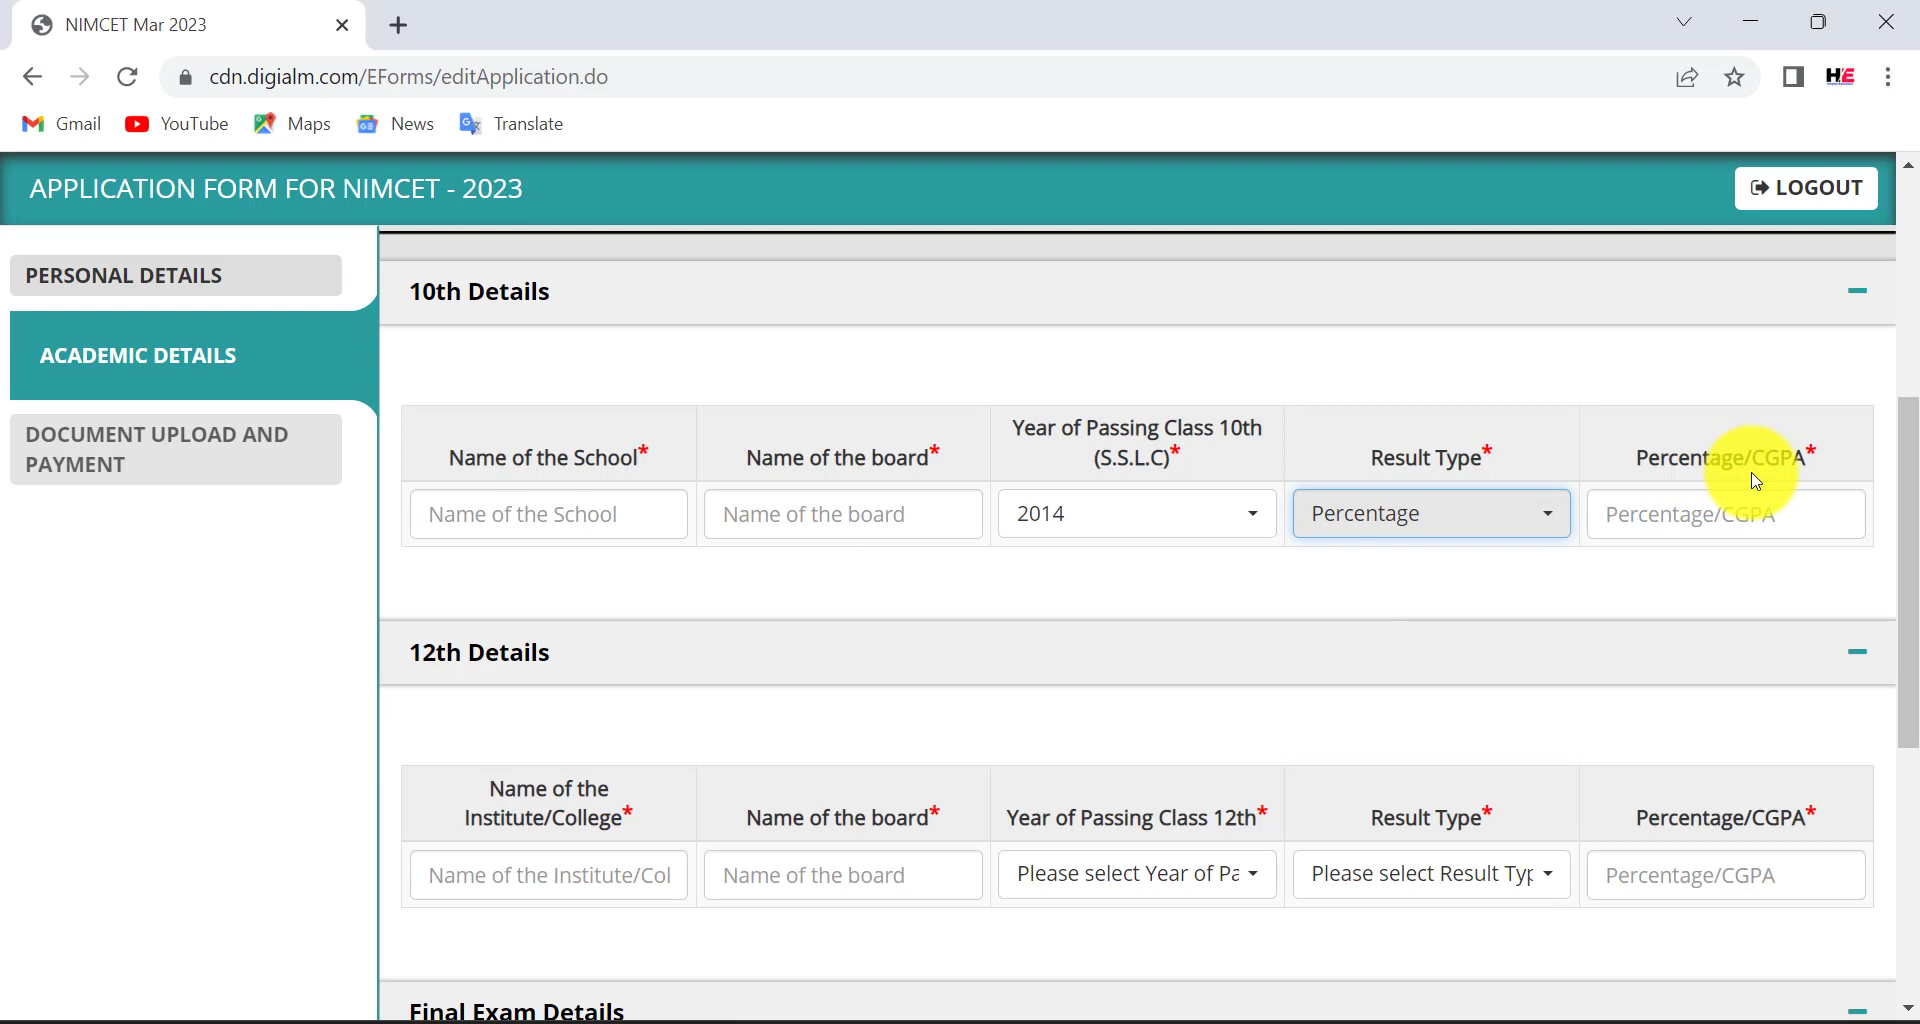 NIMCET Mar 2023
cdn.digialm.com/EForms/editApplication.do
HE
Gmail
YouTube
Maps
News
Translate
APPLICATION FORM FOR NIMCET - 2023
LOGOUT
PERSONAL DETAILS
ACADEMIC DETAILS
DOCUMENT UPLOAD AND
PAYMENT
10th Details
Name of the School*
Name of the board*
Year of Passing Class 10th
(S.S.L.C)*
Result Type*
Percentage/CGPA*
Name of the School
Name of the board
2014
Percentage
Percentage/CGPA
12th Details
Name of the
Institute/College*
Name of the board*
Year of Passing Class 12th*
Result Type*
Percentage/CGPA*
Name of the Institute/Col
Name of the board
Please select Year of Pa
Please select Result Typ
Percentage/CGPA
Final Exam Details